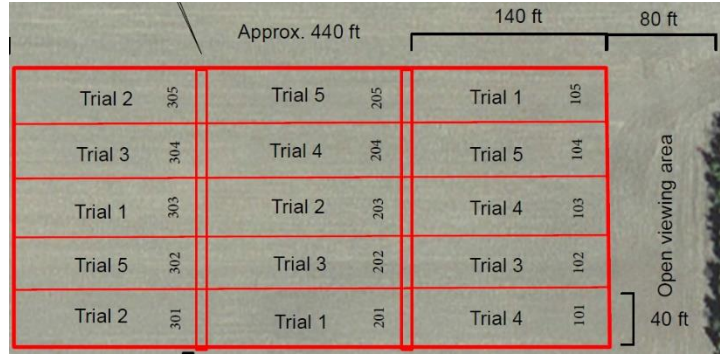 Approx. 440 ft 140 ft 80 ft
Trial 2 305 Trial 5 205 Trial 1 105
Trial 3 304 Trial 4 204 Trial 5 104
Trial 1 303 Trial 2 203 Trial 4 103
Trial 5 302 Trial 3 202 Trial 3 102
Trial 2 301 Trial 1 201 Trial 4 101
Open viewing area
40 ft